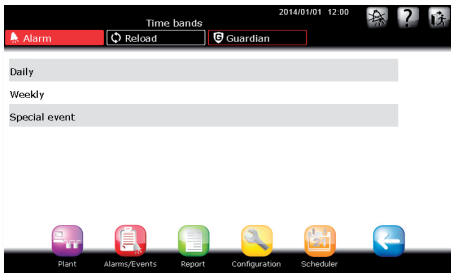 2014/01/01 12:00
Time bands
Alarm Reload G Guardian
?
Daily
Weekly
Special event
21
Plant Alarms/Events Report Configuration Scheduler